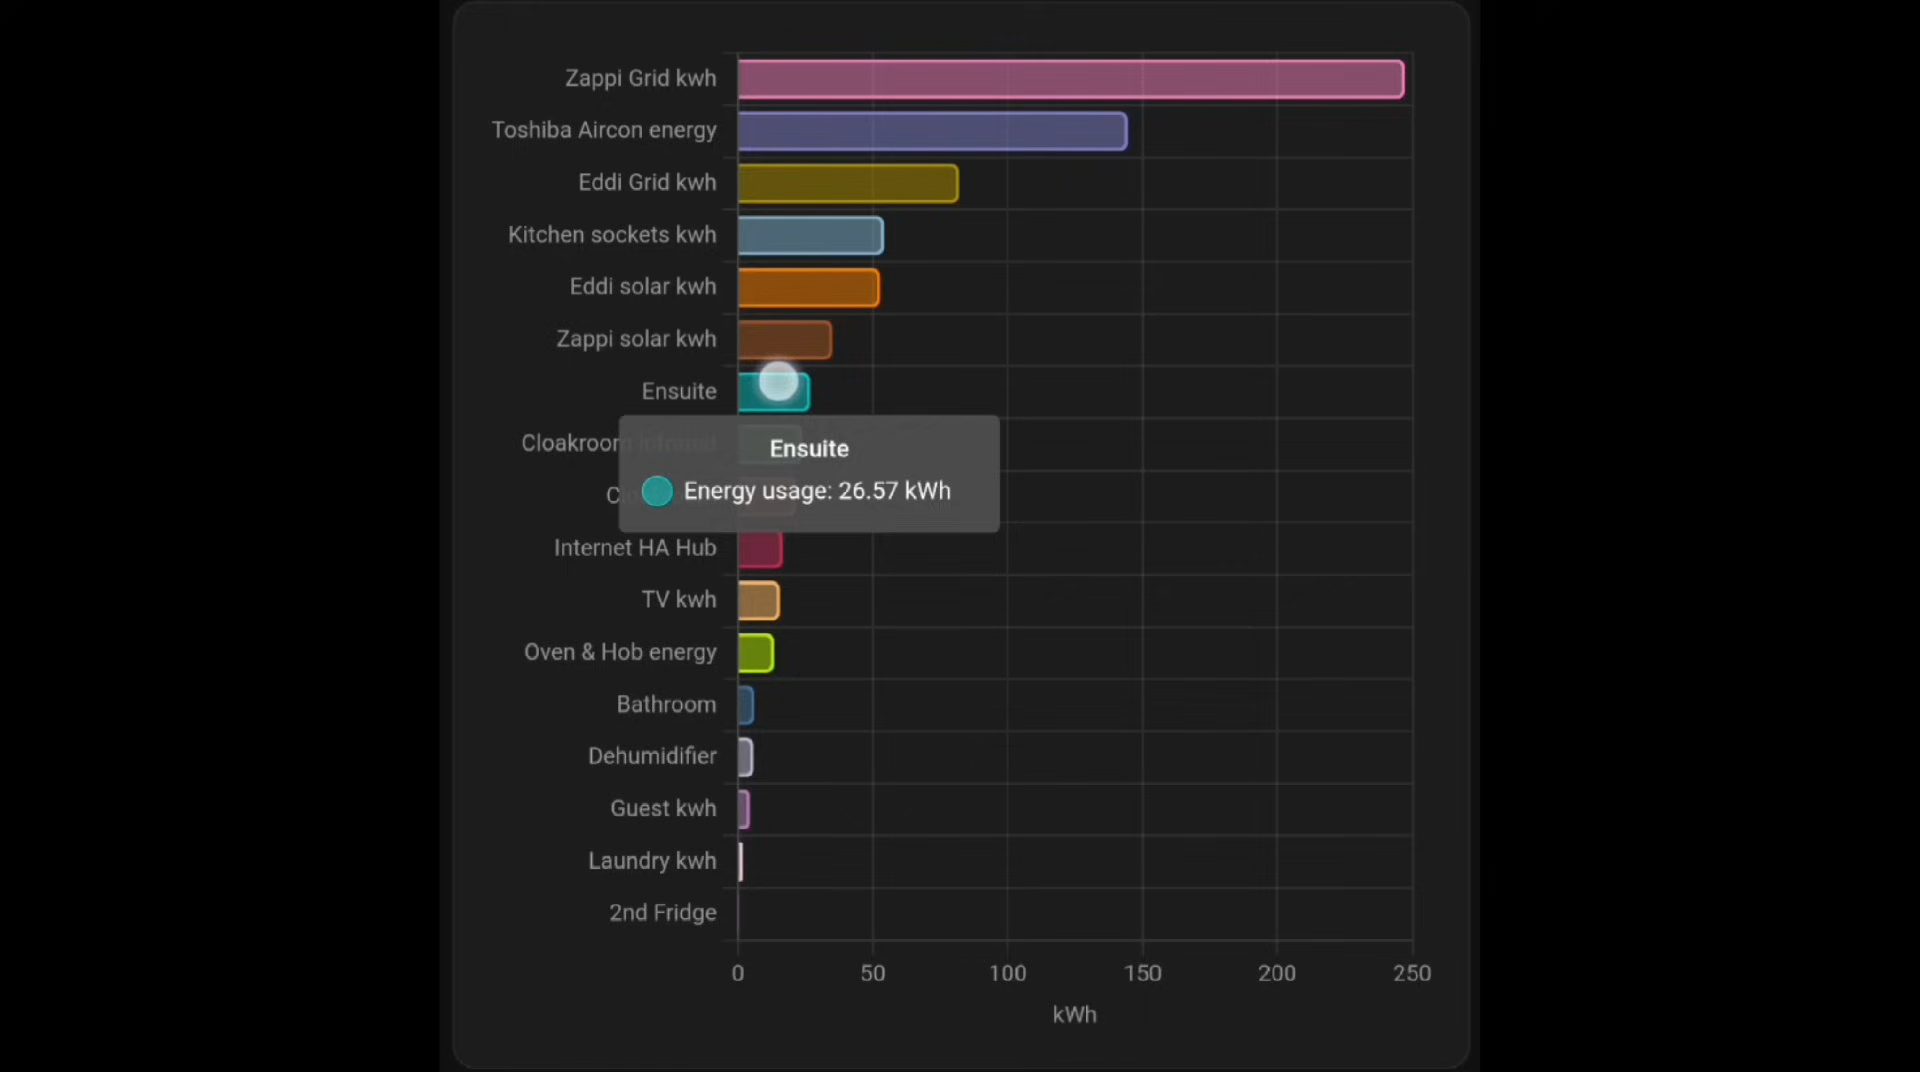 Zappi Grid kwh
Toshiba Aircon energy
Eddi Grid kwh
Kitchen sockets kwh
Eddi solar kwh
Zappi solar kwh
Ensuite
Cloakroom
Ensuite
Energy usage: 26.57 kWh
Internet HA Hub
TV kwh
Oven & Hob energy
Bathroom
Dehumidifier
Guest kwh
Laundry kwh
2nd Fridge
0 50 100 150 200 250
kWh